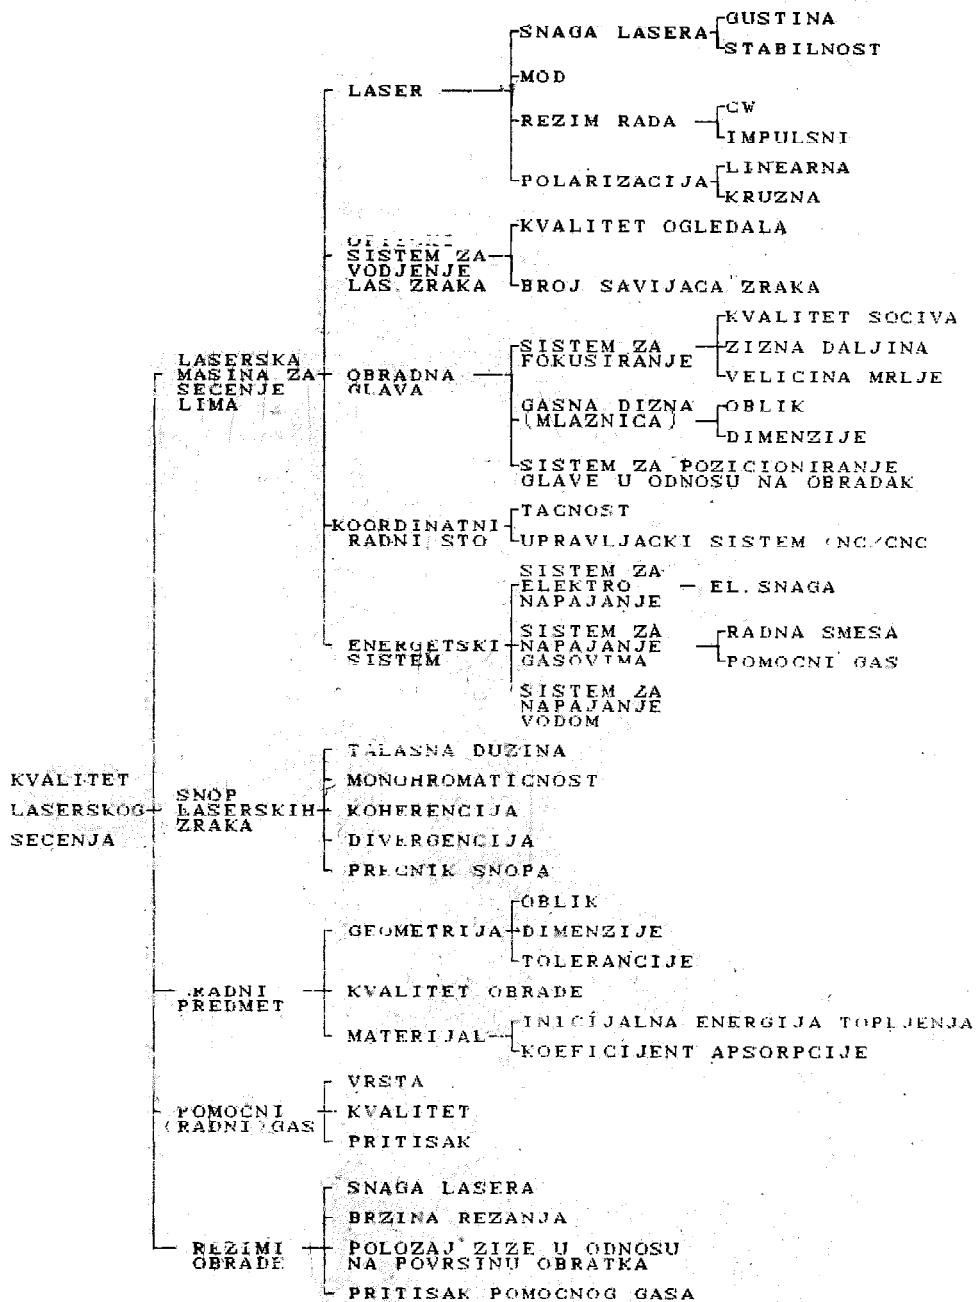 GUSTINA
SNAGA LASERA
STABILNOST
MOD
LASER
CW
REZIM RADA
IMPULSNI
LINEARNA
POLARIZACIJA
KRUZNA
KVALITET OGLEDALA
SISTEM ZA
VODJENJE
LAS. ZRAKA
BROJ SAVIJACA ZRAKA
KVALITET SOCIVA
SISTEM ZA
FOKUSIRANJE
ZIZNA DALJINA
VELICINA MRLJE
LASERSKA
MASINA ZA
SECENJE
LIMA
OBRADNA
GLAVA
GASNA DIZNA
(MLAZNICA)
OBLIK
DIMENZIJE
SISTEM ZA POZICIONIRANJE
GLAVE U ODNOSU NA OBRADAK
TACNOST
KOORDINATNI
RADNI STO
UPRAVLJACKI SISTEM (NC/CNC
SISTEM ZA
ELEKTRO
NAPAJANJE
EL. SNAGA
ENERGETSKI
SISTEM
SISTEM ZA
NAPAJANJE
GASOVIMA
RADNA SMESA
POMOCNI GAS
SISTEM ZA
NAPAJANJE
VODOM
KVALITET
LASERSKOG
SECENJA
SNOP
LASERSKIH
ZRAKA
TALASNA DUZINA
MONOHROMATICNOST
KOHERENCIJA
DIVERGENCIJA
PRECNIK SNOPA
OBLIK
GEOMETRIJA
DIMENZIJE
TOLERANCIJE
RADNI
PREDMET
KVALITET OBRADE
MATERIJAL
INICIJALNA ENERGIJA TOPLJENJA
KOEFICIJENT APSORPCIJE
VRSTA
POMOCNI
(RADNI) GAS
KVALITET
PRITISAK
SNAGA LASERA
BRZINA REZANJA
REZIMI
OBRADE
POLOZAJ ZIZE U ODNOSU
NA POVRSINU OBRATKA
PRITISAK POMOCNOG GASA